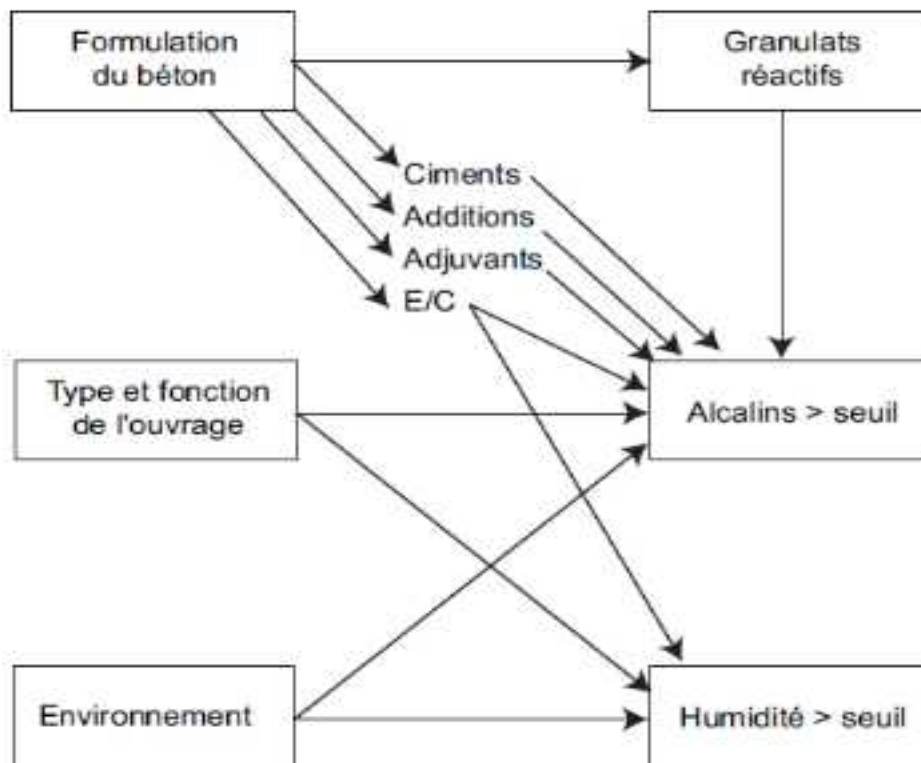 Formulation
du béton
Granulats
réactifs
Ciments
Additions
Adjuvants
E/C
Type et fonction
de l'ouvrage
Alcalins > seuil
Environnement
Humidité > seuil